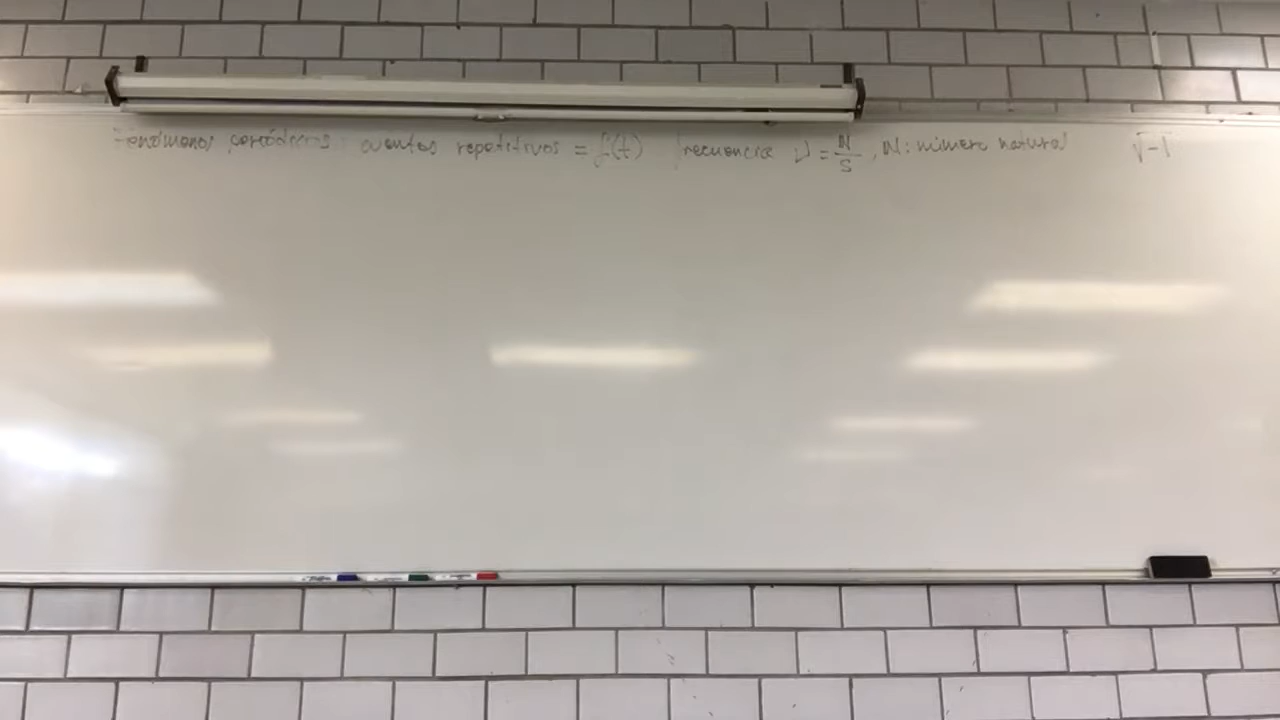 Fenómenos periódicos: eventos repetitivos = f(t) frecuencia ν = N/S, N: número natural √-1